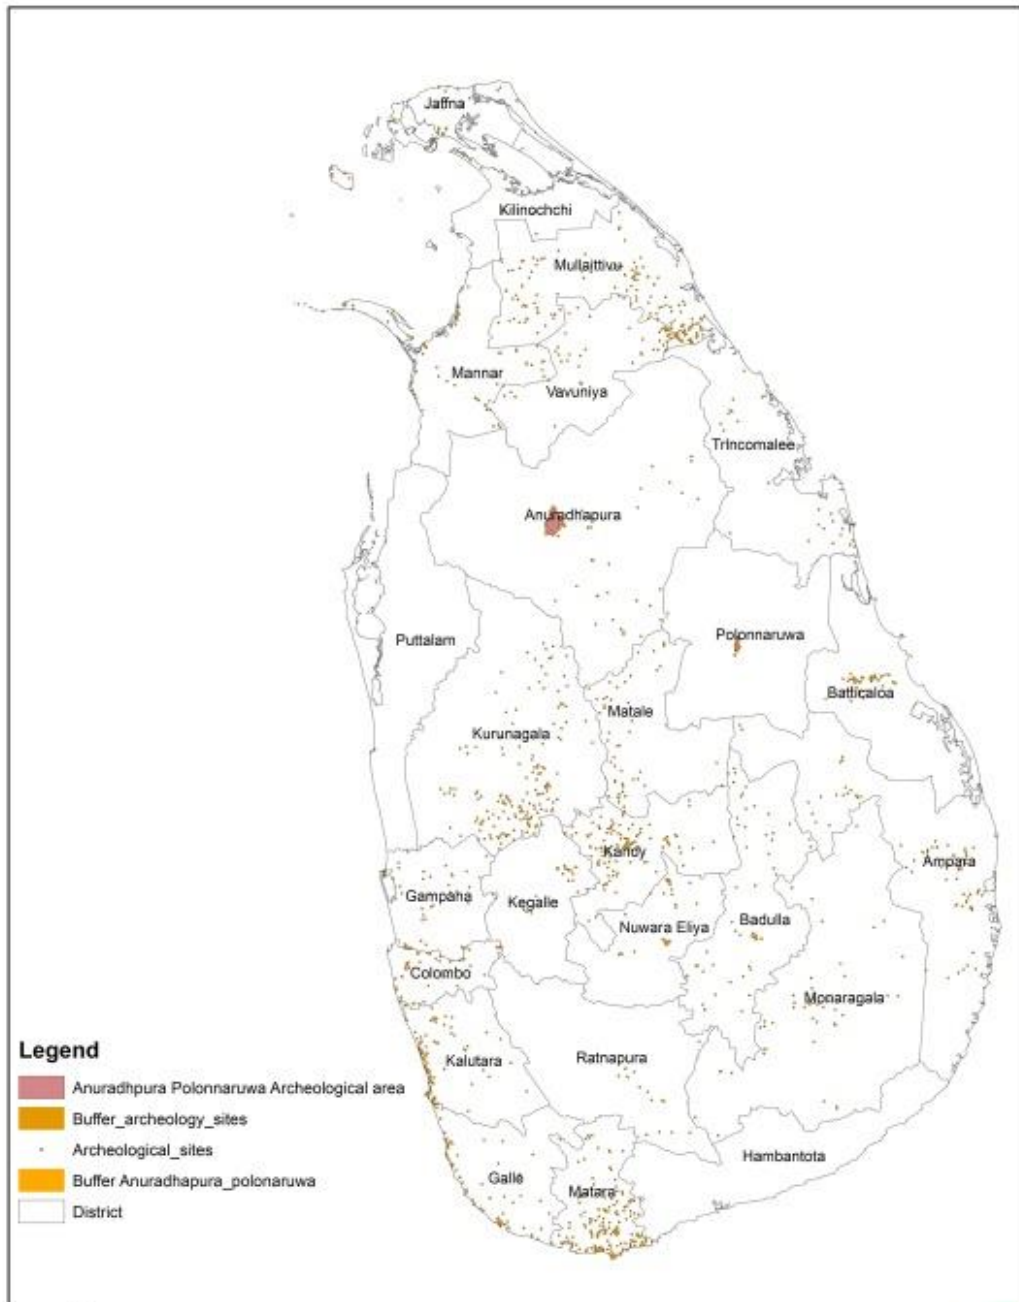 Jaffna
Kilinochchi
Mullajttivu
Mannar
Vavuniya
TrIncomalee
Anuradhapura
Polonnaruwa
Puttalam
Batticaloa
Matale
Kurunagala
Kandy
Ampara
Gampaha
Kegalle
Nuwara Eliya
Badulla
Colombo
Monaragala
Legend
Kalutara
Ratnapura
Anuradhpura Polonnaruwa Archeological area
Buffer_archeology_sites
Archeological_sites
Hambantota
Buffer Anuradhapura_polonaruwa
Galle
Matara
District